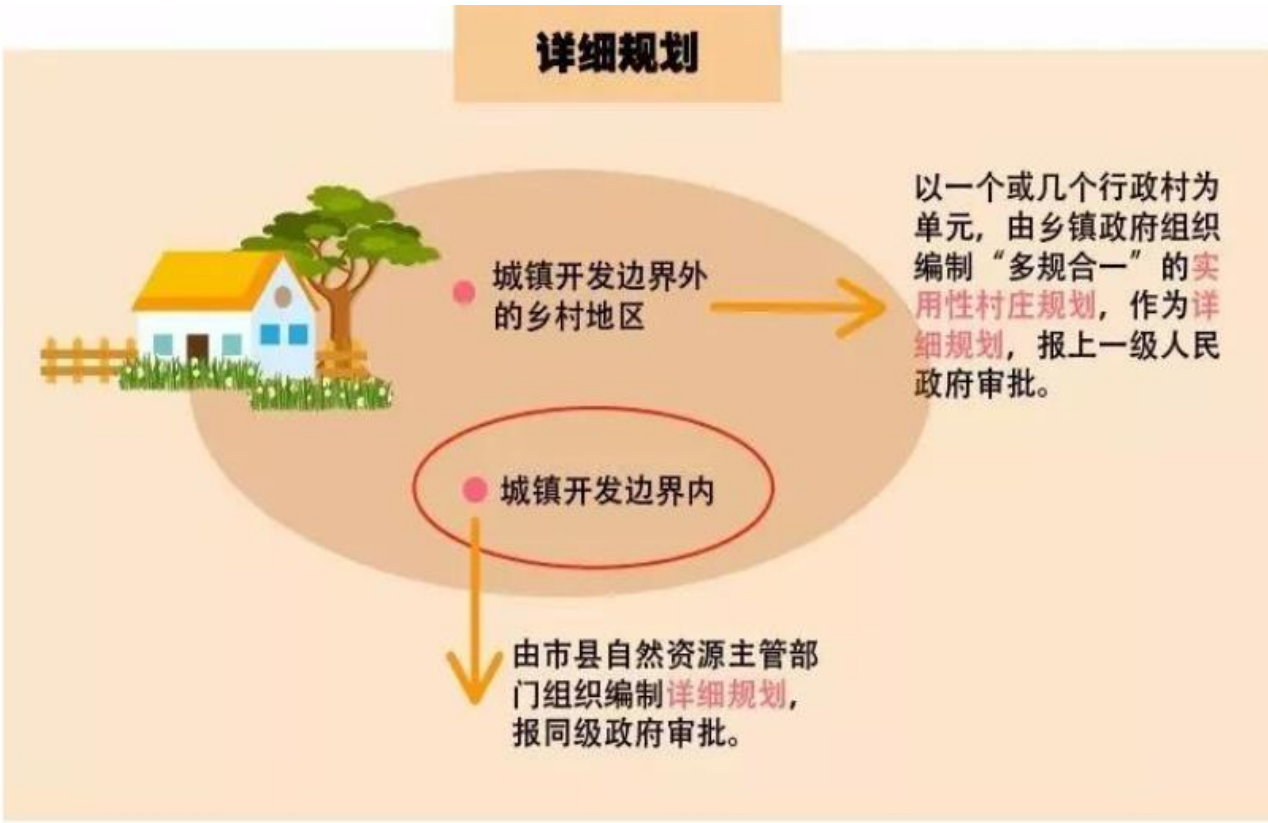 详细规划
城镇开发边界外
的乡村地区
以一个或几个行政村为
单元，由乡镇政府组织
编制“多规合一”的实
用性村庄规划，作为详
细规划，报上一级人民
政府审批。
城镇开发边界内
由市县自然资源主管部
门组织编制详细规划，
报同级政府审批。